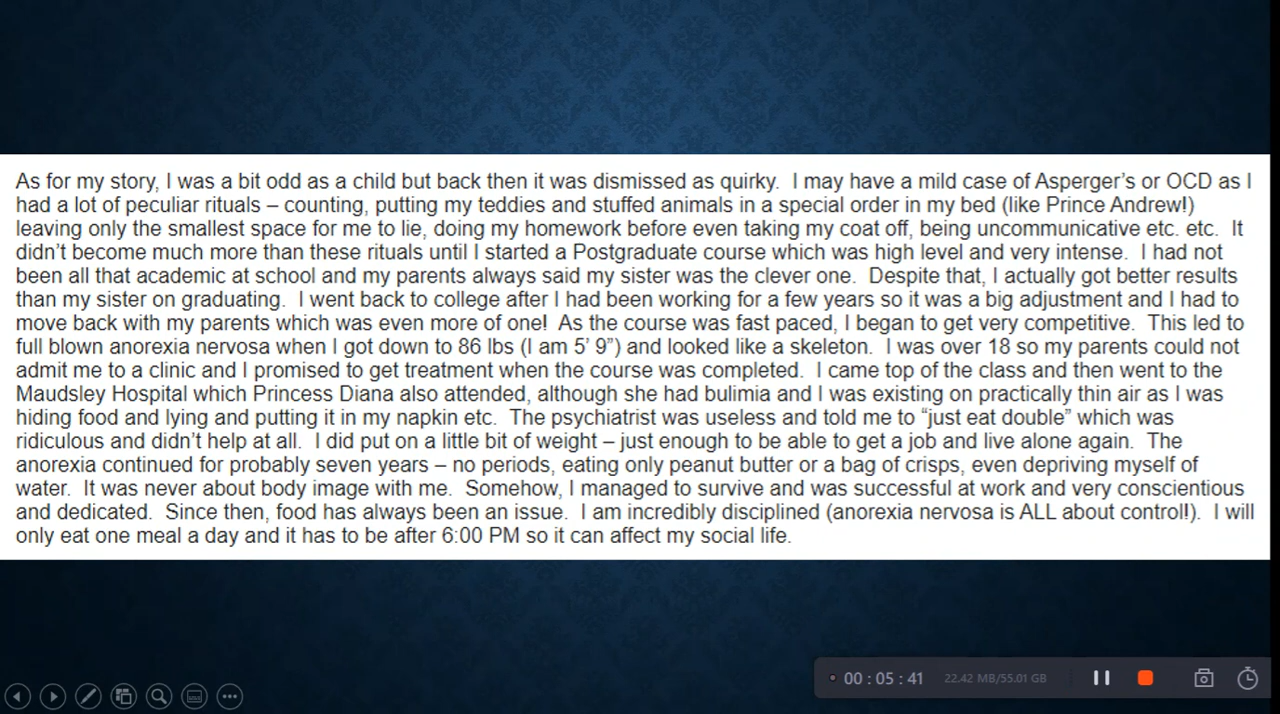 As for my story, I was a bit odd as a child but back then it was dismissed as quirky.  I may have a mild case of Asperger's or OCD as I
had a lot of peculiar rituals – counting, putting my teddies and stuffed animals in a special order in my bed (like Prince Andrew!)
leaving only the smallest space for me to lie, doing my homework before even taking my coat off, being uncommunicative etc. etc.  It
didn't become much more than these rituals until I started a Postgraduate course which was high level and very intense.  I had not
been all that academic at school and my parents always said my sister was the clever one.  Despite that, I actually got better results
than my sister on graduating.  I went back to college after I had been working for a few years so it was a big adjustment and I had to
move back with my parents which was even more of one!  As the course was fast paced, I began to get very competitive.  This led to
full blown anorexia nervosa when I got down to 86 lbs (I am 5' 9”) and looked like a skeleton.  I was over 18 so my parents could not
admit me to a clinic and I promised to get treatment when the course was completed.  I came top of the class and then went to the
Maudsley Hospital which Princess Diana also attended, although she had bulimia and I was existing on practically thin air as I was
hiding food and lying and putting it in my napkin etc.  The psychiatrist was useless and told me to “just eat double” which was
ridiculous and didn't help at all.  I did put on a little bit of weight – just enough to be able to get a job and live alone again.  The
anorexia continued for probably seven years – no periods, eating only peanut butter or a bag of crisps, even depriving myself of
water.  It was never about body image with me.  Somehow, I managed to survive and was successful at work and very conscientious
and dedicated.  Since then, food has always been an issue.  I am incredibly disciplined (anorexia nervosa is ALL about control!).  I will
only eat one meal a day and it has to be after 6:00 PM so it can affect my social life.
00 : 05 : 41 22.42 MB/55.01 GB